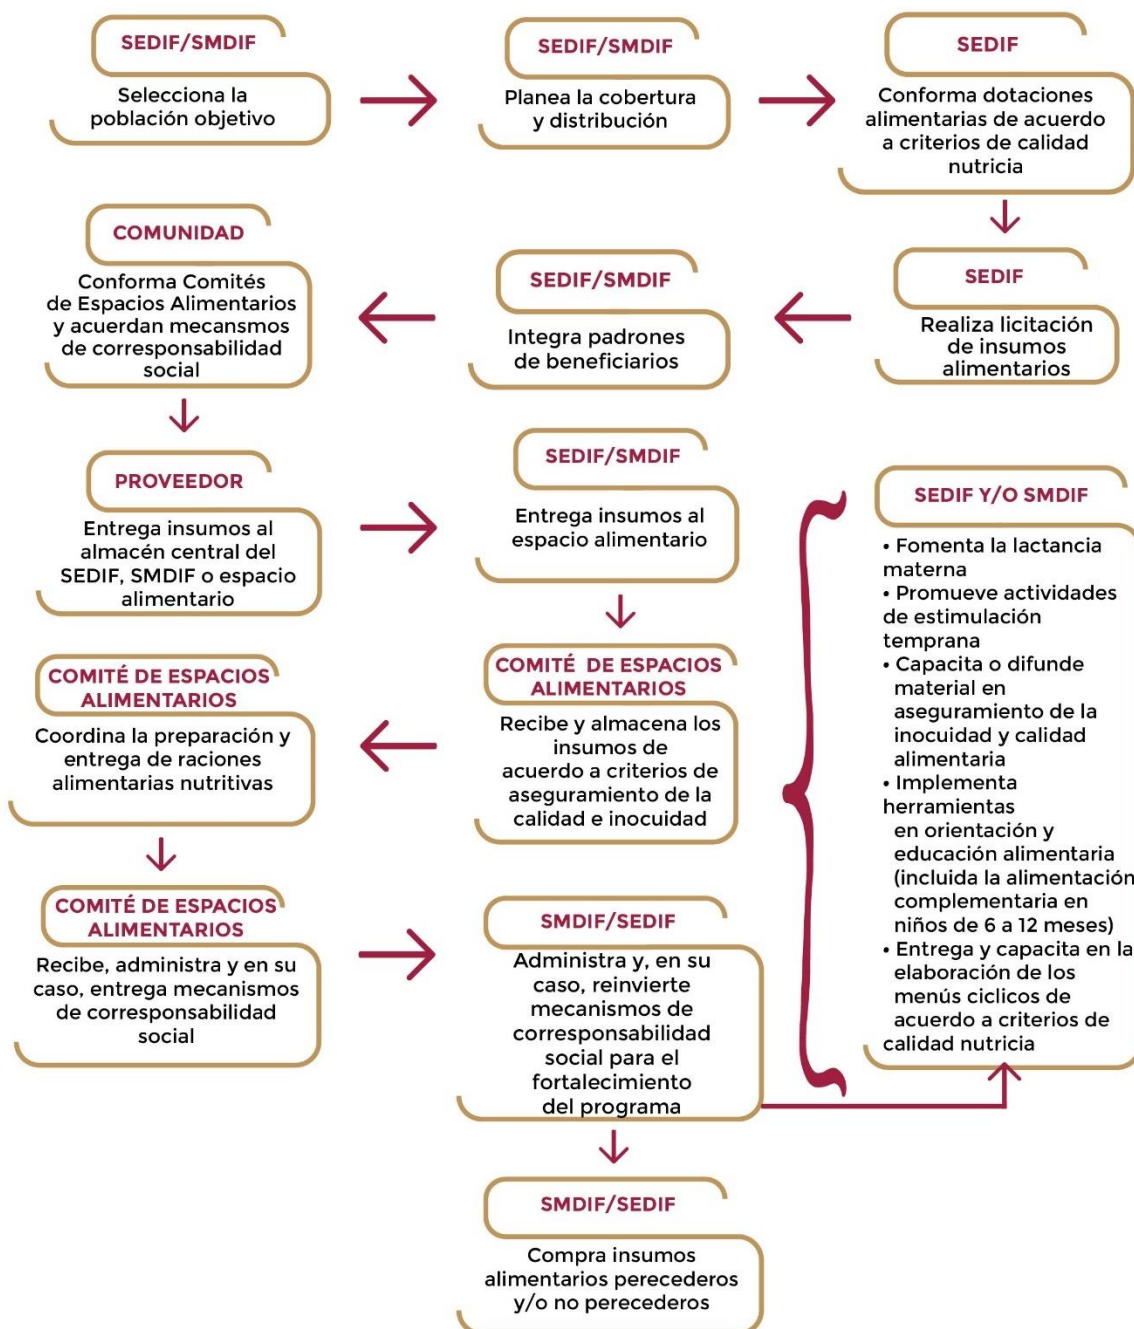 SEDIF/SMDIF
Selecciona la
población objetivo
SEDIF/SMDIF
Planea la cobertura
y distribución
SEDIF
Conforma dotaciones
alimentarias de acuerdo
a criterios de calidad
nutricia
SEDIF
Realiza licitación
de insumos
alimentarios
SEDIF/SMDIF
Integra padrones
de beneficiarios
COMUNIDAD
Conforma Comités
de Espacios Alimentarios
y acuerdan mecansmos
de corresponsabilidad
social
PROVEEDOR
Entrega insumos al
almacén central del
SEDIF, SMDIF o espacio
alimentario
SEDIF/SMDIF
Entrega insumos al
espacio alimentario
COMITÉ DE ESPACIOS
ALIMENTARIOS
Recibe y almacena los
insumos de
acuerdo a criterios de
aseguramiento de la
calidad e inocuidad
COMITÉ DE ESPACIOS
ALIMENTARIOS
Coordina la preparación y
entrega de raciones
alimentarias nutritivas
COMITÉ DE ESPACIOS
ALIMENTARIOS
Recibe, administra y en su
caso, entrega mecanismos
de corresponsabilidad
social
SMDIF/SEDIF
Administra y, en su
caso, reinvierte
mecanismos de
corresponsabilidad
social para el
fortalecimiento
del programa
SMDIF/SEDIF
Compra insumos
alimentarios perecederos
y/o no perecederos
SEDIF Y/O SMDIF
• Fomenta la lactancia
materna
• Promueve actividades
de estimulación
temprana
• Capacita o difunde
material en
aseguramiento de la
inocuidad y calidad
alimentaria
• Implementa
herramientas
en orientación y
educación alimentaria
(incluida la alimentación
complementaria en
niños de 6 a 12 meses)
• Entrega y capacita en la
elaboración de los
menús ciclicos de
acuerdo a criterios de
calidad nutricia